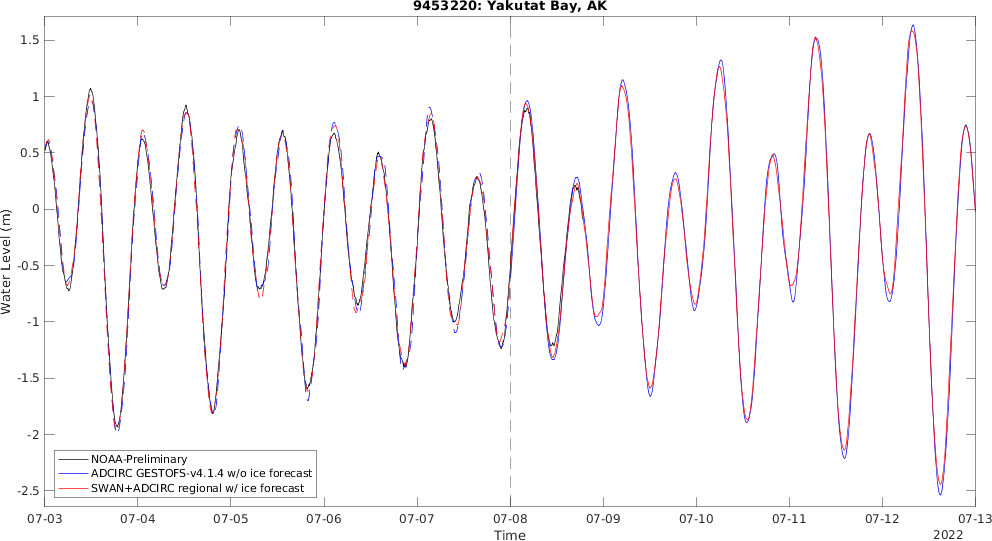 9453220: Yakutat Bay, AK
Water Level (m)
1.5
1
0.5
0
-0.5
-1
-1.5
-2
-2.5
NOAA-Preliminary
ADCIRC GESTOFS-v4.1.4 w/o ice forecast
SWAN+ADCIRC regional w/ ice forecast
07-03 07-04 07-05 07-06 07-07 07-08 07-09 07-10 07-11 07-12 07-13
Time
2022